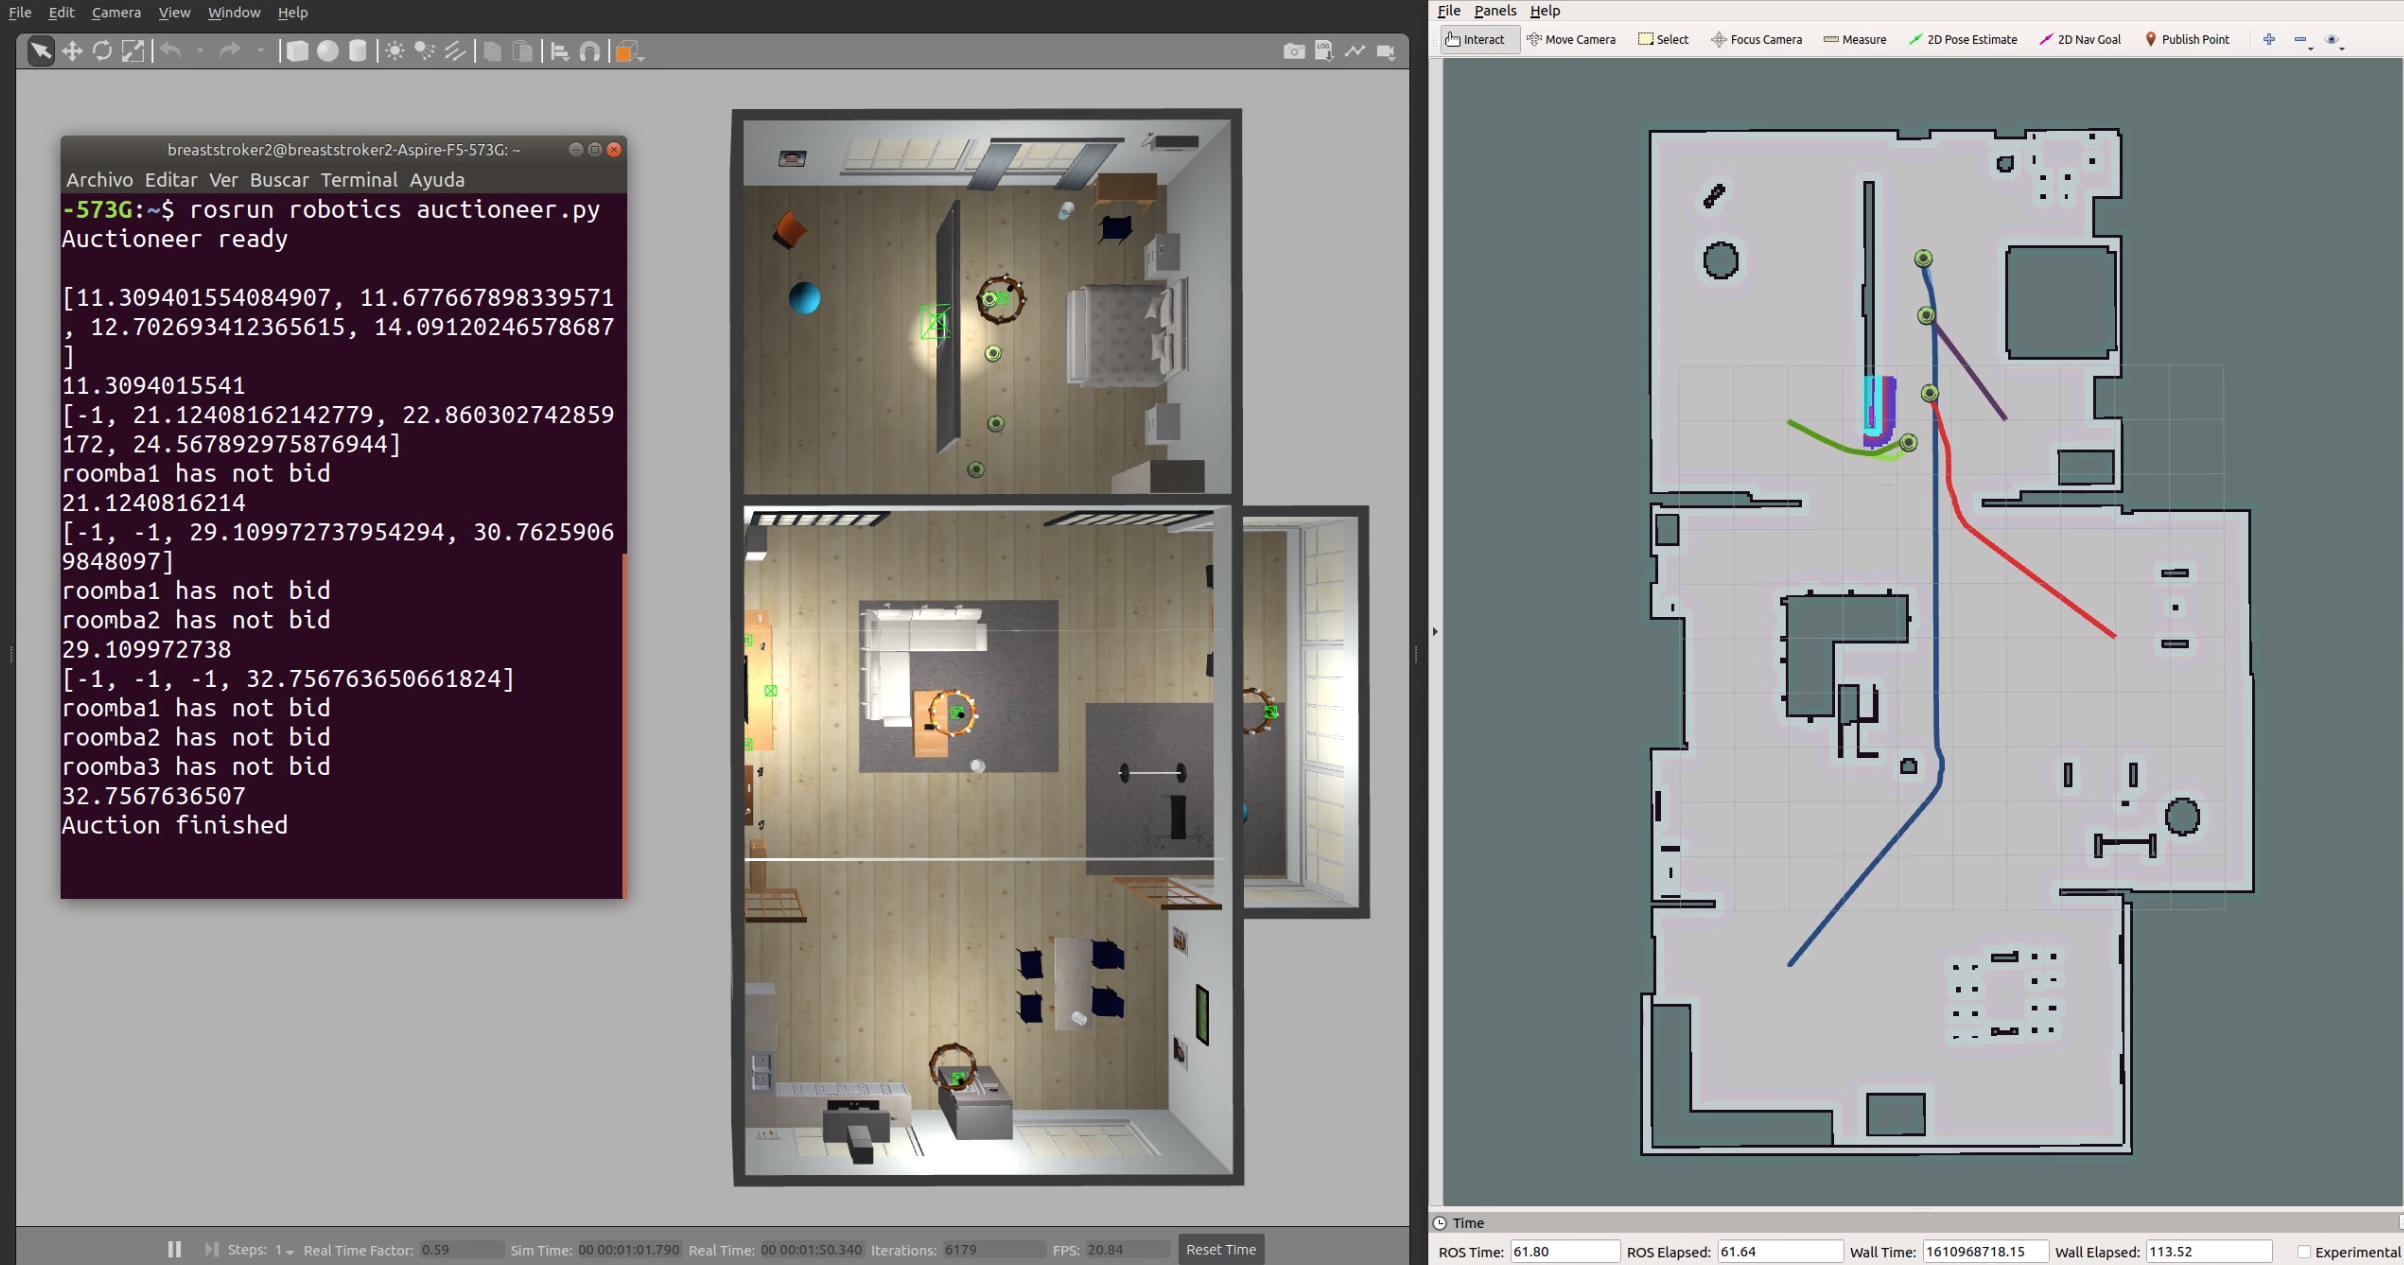 File Edit Camera View Window Help
breaststroker2@breaststroker2-Aspire-F5-573G: ~
Archivo Editar Ver Buscar Terminal Ayuda
-573G:~$ rosrun robotics auctioneer.py
Auctioneer ready
[11.309401554084907, 11.677667898339571
, 12.702693412365615, 14.09120246578687
]
11.3094015541
[-1, 21.12408162142779, 22.860302742859
172, 24.567892975876944]
roomba1 has not bid
21.1240816214
[-1, -1, 29.109972737954294, 30.7625906
9848097]
roomba1 has not bid
roomba2 has not bid
29.109972738
[-1, -1, -1, 32.756763650661824]
roomba1 has not bid
roomba2 has not bid
roomba3 has not bid
32.7567636507
Auction finished
Steps: 1 Real Time Factor: 0.59 Sim Time: 00 00:01:01.790 Real Time: 00 00:01:50.340 Iterations: 6179 FPS: 20.84 Reset Time
File Panels Help
Interact Move Camera Select Focus Camera Measure 2D Pose Estimate 2D Nav Goal Publish Point
Time
ROS Time: 61.80 ROS Elapsed: 61.64 Wall Time: 1610968718.15 Wall Elapsed: 113.52 Experimental